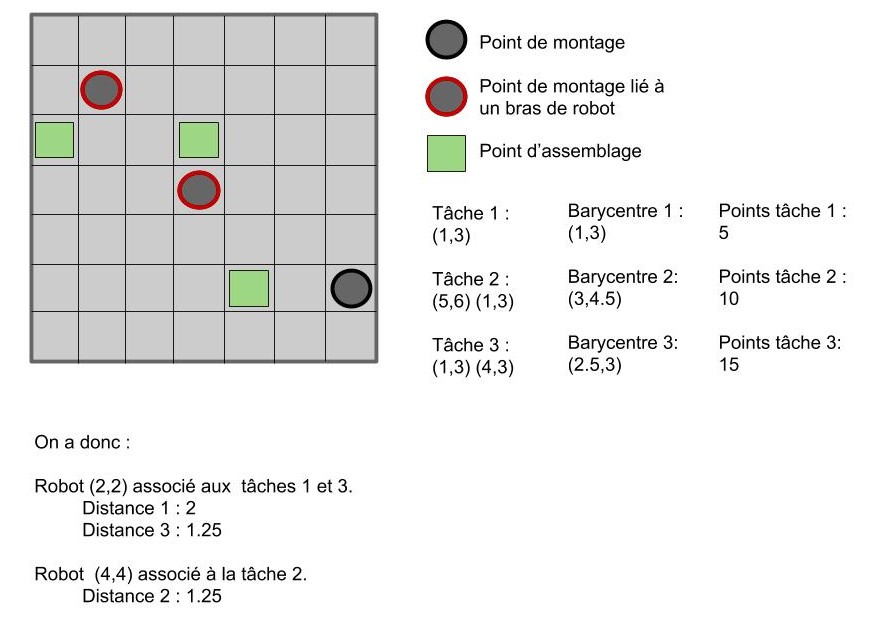 Point de montage
Point de montage lié à
un bras de robot
Point d'assemblage
Tâche 1 :
(1,3)
Barycentre 1 :
(1,3)
Points tâche 1 :
5
Tâche 2 :
(5,6) (1,3)
Barycentre 2:
(3,4.5)
Points tâche 2 :
10
Tâche 3 :
(1,3) (4,3)
Barycentre 3:
(2.5,3)
Points tâche 3:
15
On a donc :
Robot (2,2) associé aux  tâches 1 et 3.
Distance 1 : 2
Distance 3 : 1.25
Robot  (4,4) associé à la tâche 2.
Distance 2 : 1.25